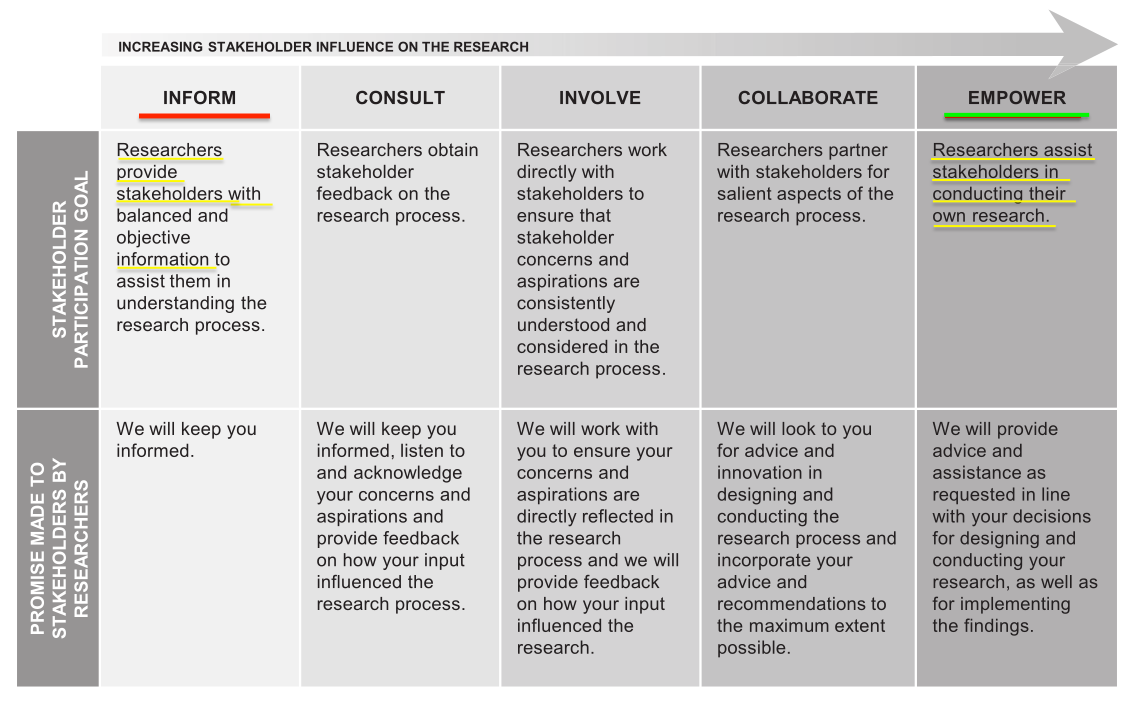 INCREASING STAKEHOLDER INFLUENCE ON THE RESEARCH
INFORM
CONSULT
INVOLVE
COLLABORATE
EMPOWER
STAKEHOLDER
PARTICIPATION GOAL
Researchers
provide
stakeholders with
balanced and
objective
information to
assist them in
understanding the
research process.
Researchers obtain
stakeholder
feedback on the
research process.
Researchers work
directly with
stakeholders to
ensure that
stakeholder
concerns and
aspirations are
consistently
understood and
considered in the
research process.
Researchers partner
with stakeholders for
salient aspects of the
research process.
Researchers assist
stakeholders in
conducting their
own research.
PROMISE MADE TO
STAKEHOLDERS BY
RESEARCHERS
We will keep you
informed.
We will keep you
informed, listen to
and acknowledge
your concerns and
aspirations and
provide feedback
on how your input
influenced the
research process.
We will work with
you to ensure your
concerns and
aspirations are
directly reflected in
the research
process and we will
provide feedback
on how your input
influenced the
research.
We will look to you
for advice and
innovation in
designing and
conducting the
research process and
incorporate your
advice and
recommendations to
the maximum extent
possible.
We will provide
advice and
assistance as
requested in line
with your decisions
for designing and
conducting your
research, as well as
for implementing
the findings.